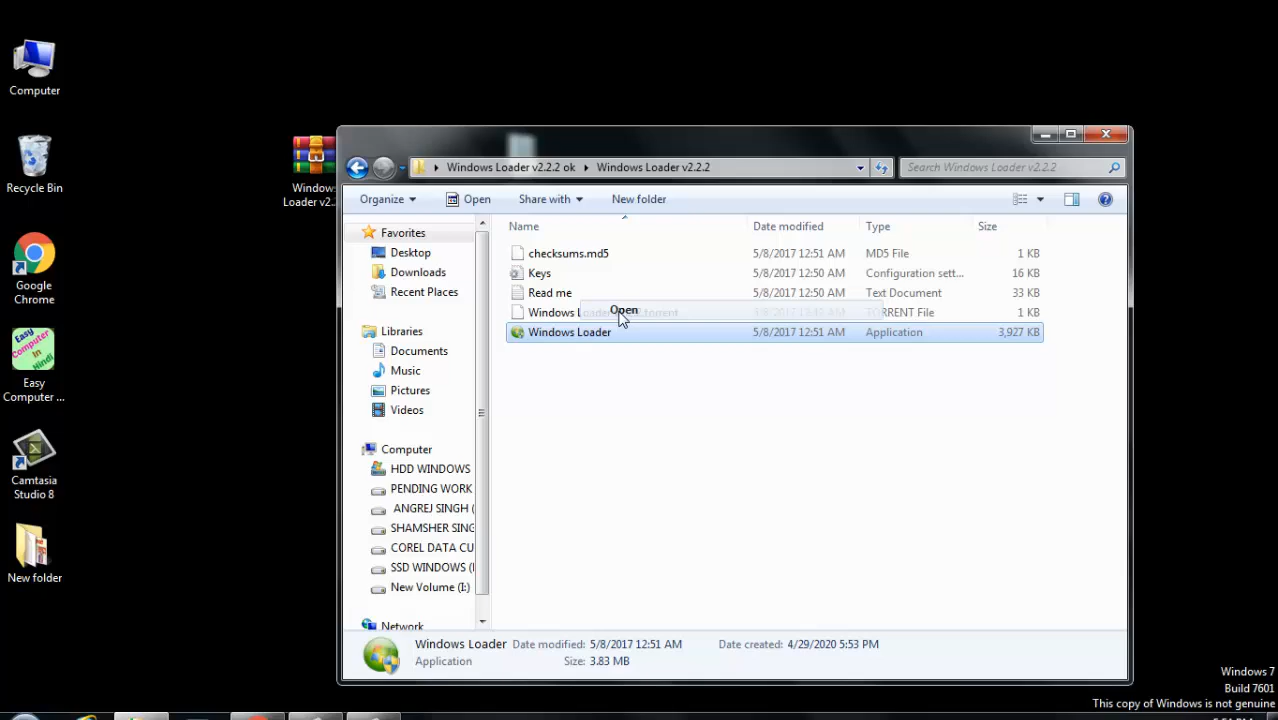 Computer
Recycle Bin
Google
Chrome
Easy
Computer
In
Hindi
Easy
Computer ...
Camtasia
Studio 8
New folder
Windows
Loader v2...
Windows Loader v2.2.2 ok
Windows Loader v2.2.2
Search Windows Loader v2.2.2
Organize
Open
Share with
New folder
Favorites
Desktop
Downloads
Recent Places
Libraries
Documents
Music
Pictures
Videos
Computer
HDD WINDOWS
PENDING WORK
ANGREJ SINGH (
SHAMSHER SING
COREL DATA CU
SSD WINDOWS (
New Volume (I:)
Network
Name Date modified Type Size
checksums.md5 5/8/2017 12:51 AM MD5 File 1 KB
Keys 5/8/2017 12:50 AM Configuration sett... 16 KB
Read me 5/8/2017 12:50 AM Text Document 33 KB
Open
Windows TORRENT File 1 KB
Windows Loader 5/8/2017 12:51 AM Application 3,927 KB
Windows Loader Date modified: 5/8/2017 12:51 AM Date created: 4/29/2020 5:53 PM
Application Size: 3.83 MB
Windows 7
Build 7601
This copy of Windows is not genuine